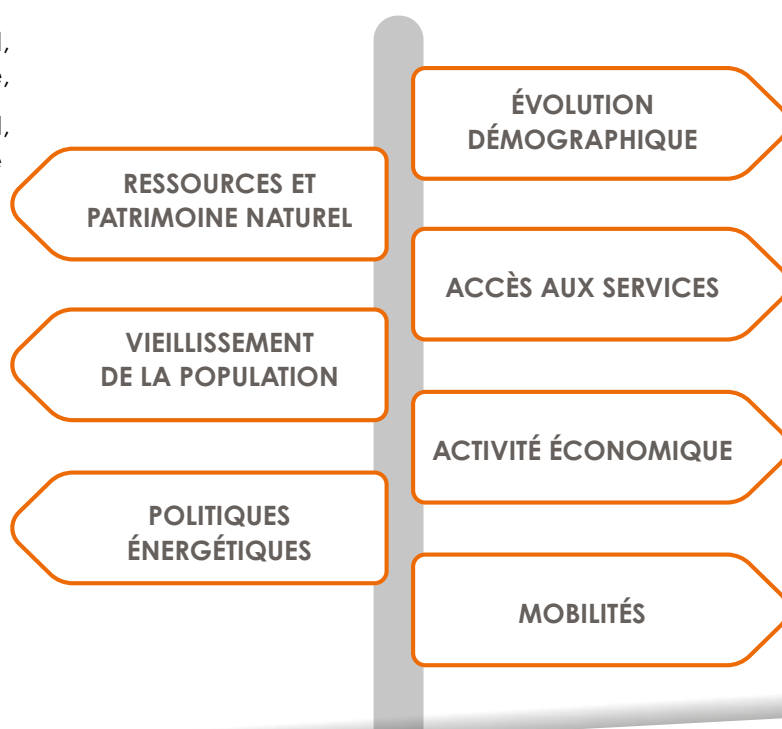 ÉVOLUTION
DÉMOGRAPHIQUE
RESSOURCES ET
PATRIMOINE NATUREL
ACCÈS AUX SERVICES
VIEILLISSEMENT
DE LA POPULATION
ACTIVITÉ ÉCONOMIQUE
POLITIQUES
ÉNERGÉTIQUES
MOBILITÉS